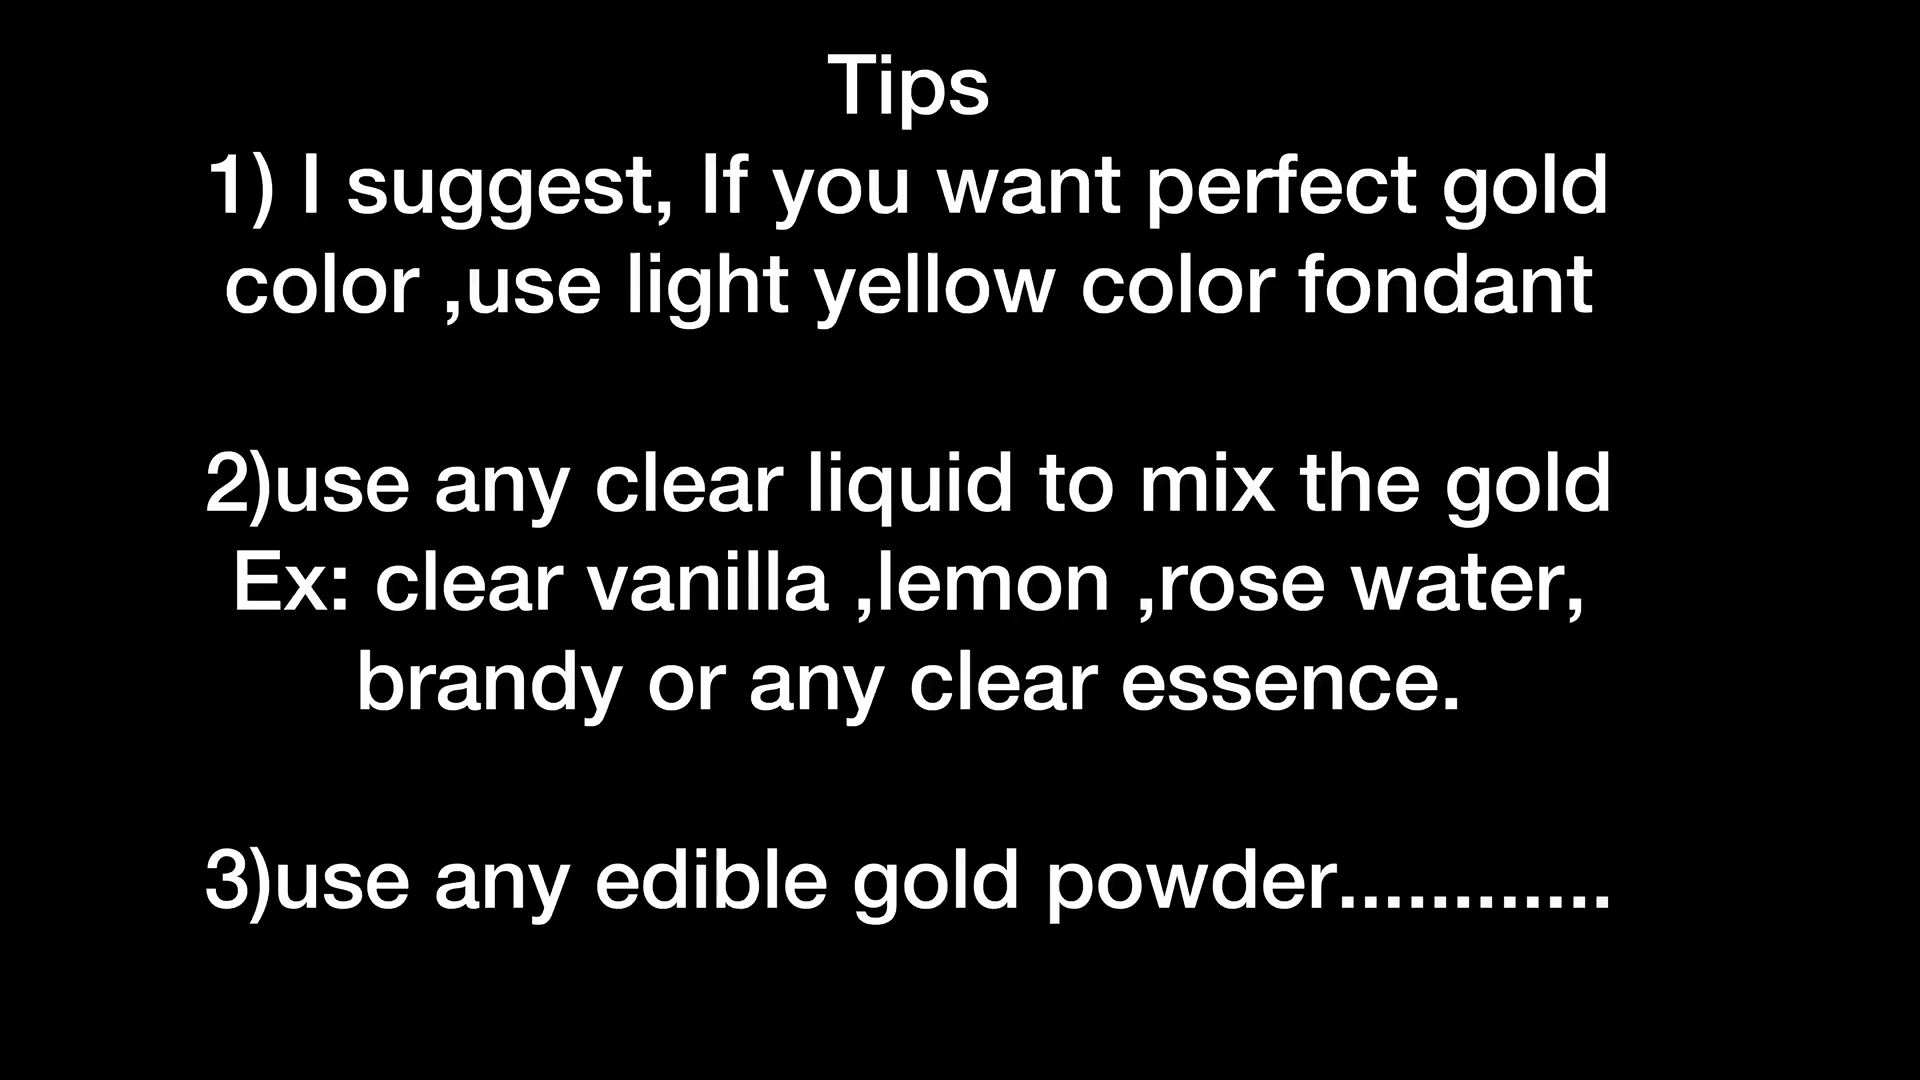 Tips
1) I suggest, If you want perfect gold
color ,use light yellow color fondant
2)use any clear liquid to mix the gold
Ex: clear vanilla ,lemon ,rose water,
brandy or any clear essence.
3)use any edible gold powder............